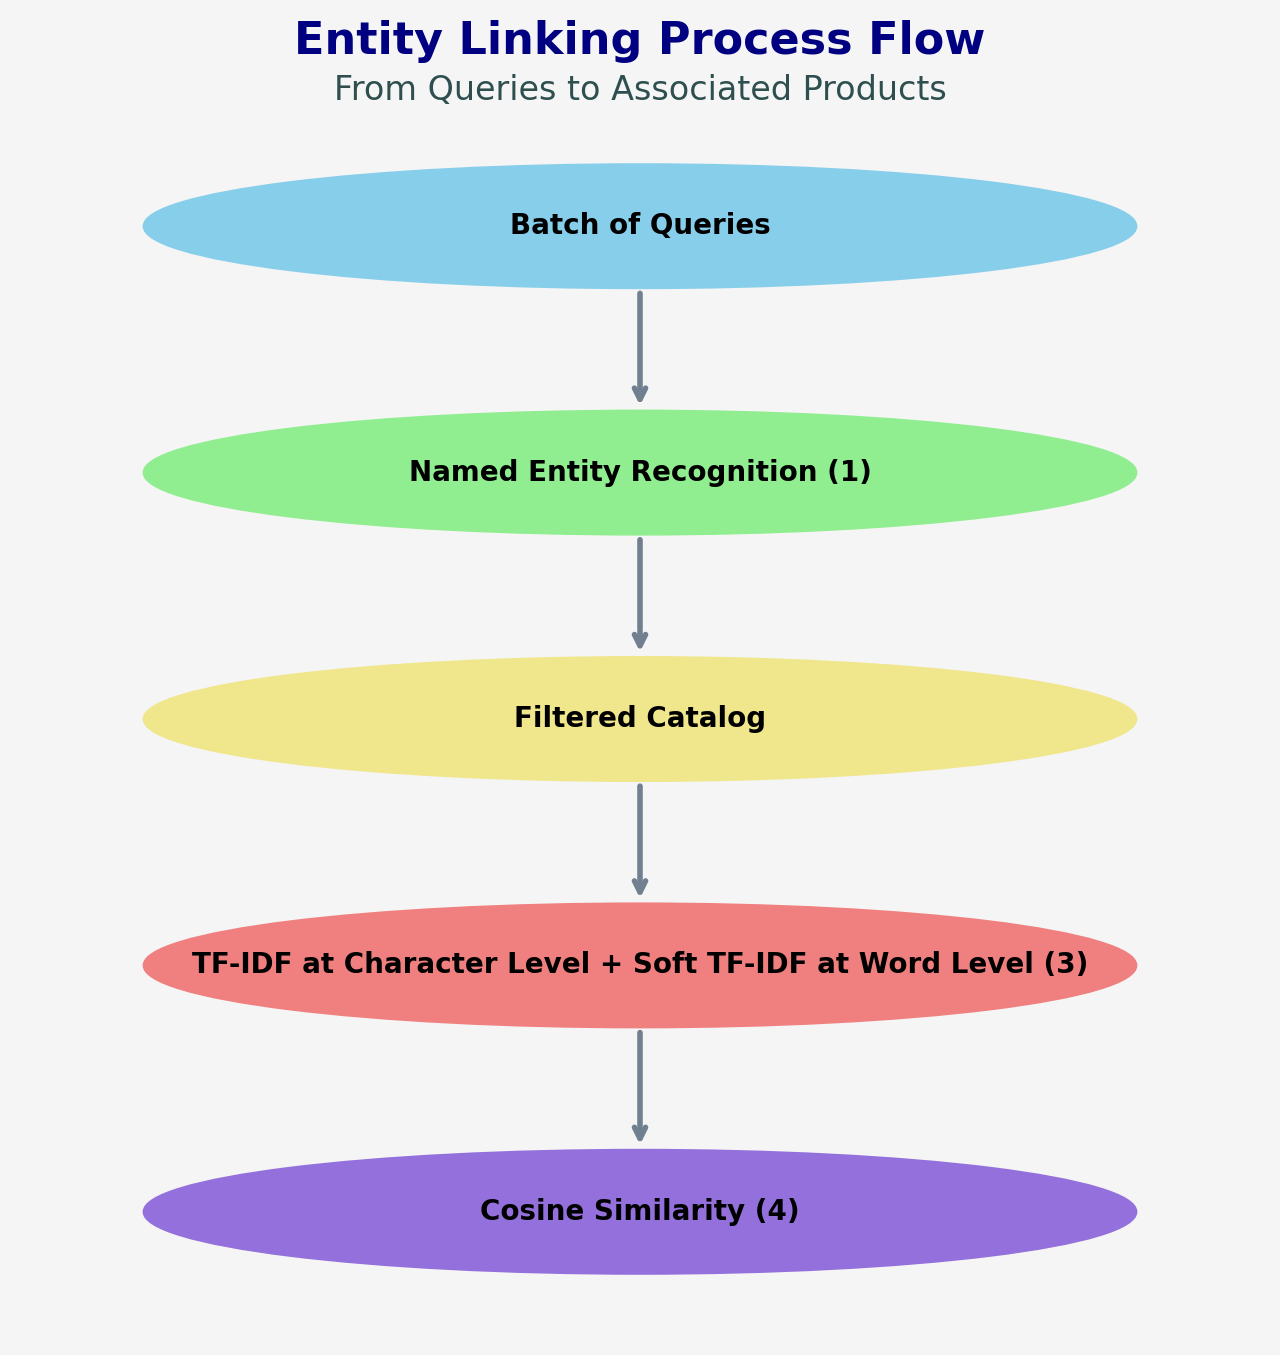 Entity Linking Process Flow
From Queries to Associated Products
Batch of Queries
Named Entity Recognition (1)
Filtered Catalog
TF-IDF at Character Level + Soft TF-IDF at Word Level (3)
Cosine Similarity (4)